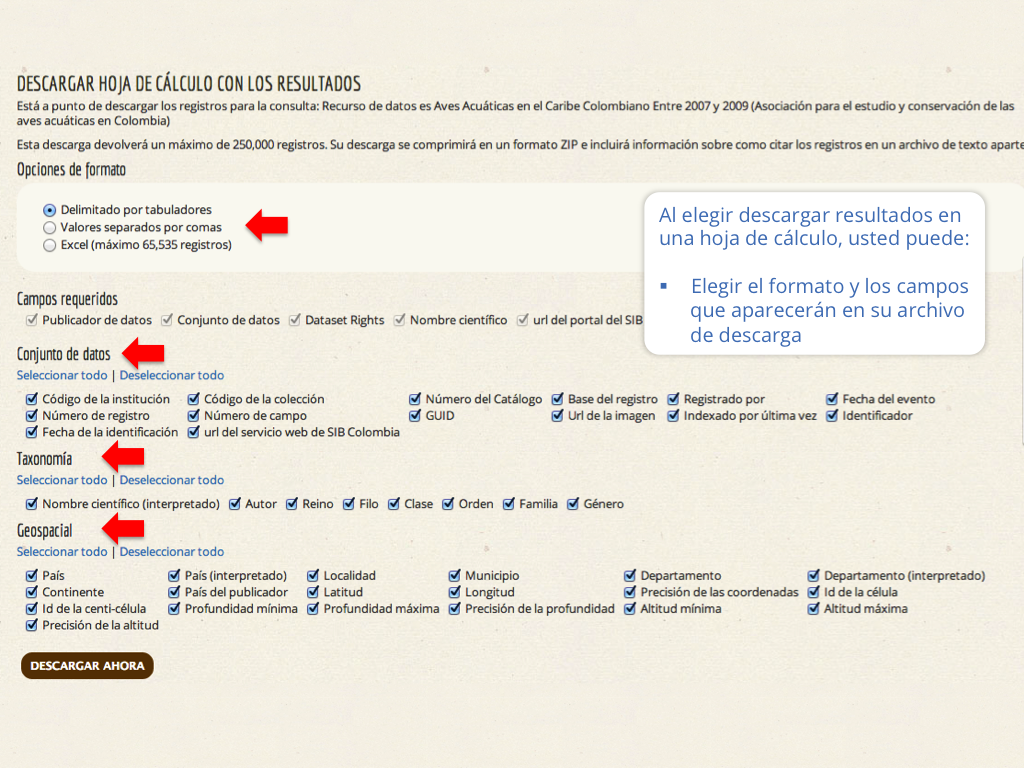 DESCARGAR HOJA DE CÁLCULO CON LOS RESULTADOS
Está a punto de descargar los registros para la consulta: Recurso de datos es Aves Acuáticas en el Caribe Colombiano Entre 2007 y 2009 (Asociación para el estudio y conservación de las
aves acuáticas en Colombia)
Esta descarga devolverá un máximo de 250,000 registros. Su descarga se comprimirá en un formato ZIP e incluirá información sobre como citar los registros en un archivo de texto aparte
Opciones de formato
Delimitado por tabuladores
Valores separados por comas
Excel (máximo 65,535 registros)
Al elegir descargar resultados en
una hoja de cálculo, usted puede:
▪ Elegir el formato y los campos
que aparecerán en su archivo
de descarga
Campos requeridos
Publicador de datos Conjunto de datos Dataset Rights Nombre científico url del portal del SIB
Conjunto de datos
Seleccionar todo | Deseleccionar todo
Código de la institución Código de la colección Número del Catálogo Base del registro Registrado por Fecha del evento
Número de registro Número de campo GUID Url de la imagen Indexado por última vez Identificador
Fecha de la identificación url del servicio web de SIB Colombia
Taxonomía
Seleccionar todo | Deseleccionar todo
Nombre científico (interpretado) Autor Reino Filo Clase Orden Familia Género
Geospacial
Seleccionar todo | Deseleccionar todo
País País (interpretado) Localidad Municipio Departamento Departamento (interpretado)
Continente País del publicador Latitud Longitud Precisión de las coordenadas Id de la célula
Id de la centi-célula Profundidad mínima Profundidad máxima Precisión de la profundidad Altitud mínima Altitud máxima
Precisión de la altitud
DESCARGAR AHORA